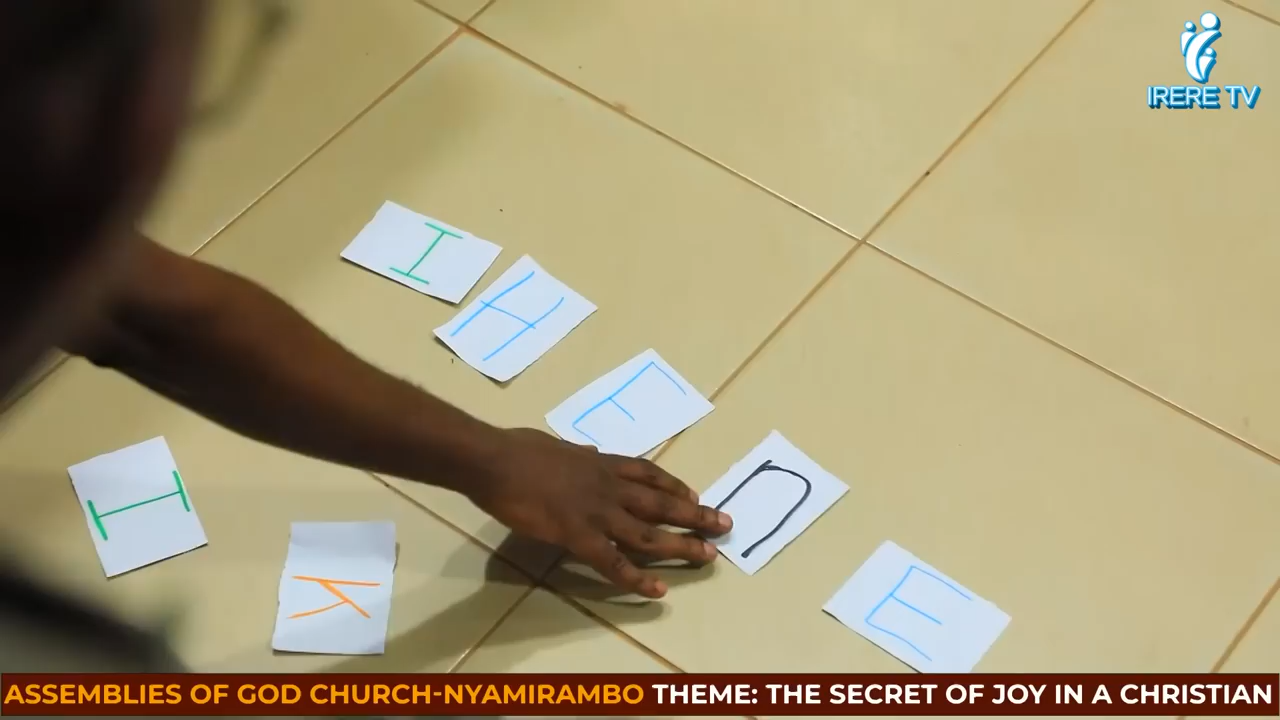 IRERE TV
I
H
E
N
E
I
K
ASSEMBLIES OF GOD CHURCH-NYAMIRAMBO THEME: THE SECRET OF JOY IN A CHRISTIAN